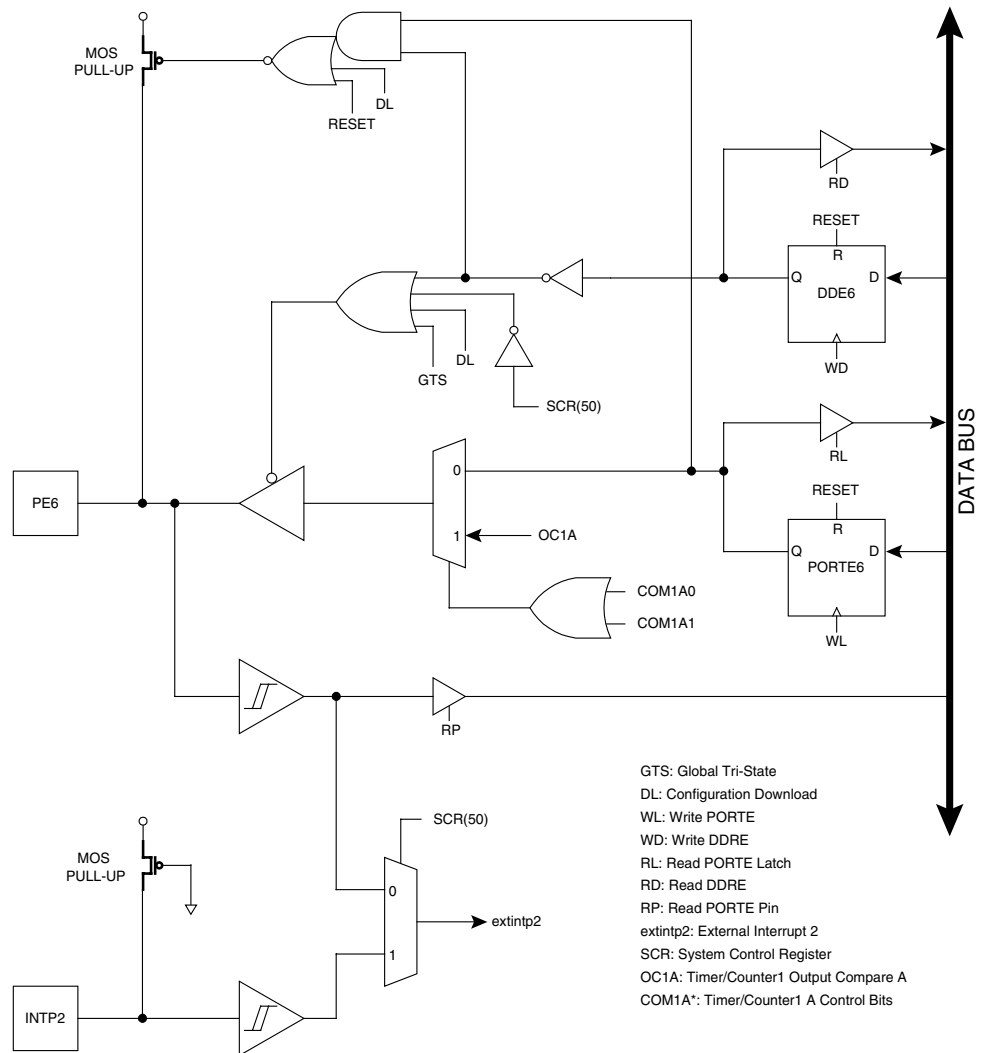 MOS
PULL-UP
DL
RESET
RD
RESET
R
Q
D
DDE6
WD
DL
GTS
SCR(50)
RL
0
PE6
RESET
R
1
OC1A
Q
D
PORTE6
COM1A0
COM1A1
WL
DATA BUS
RP
GTS: Global Tri-State
DL: Configuration Download
WL: Write PORTE
WD: Write DDRE
RL: Read PORTE Latch
RD: Read DDRE
RP: Read PORTE Pin
extintp2: External Interrupt 2
SCR: System Control Register
OC1A: Timer/Counter1 Output Compare A
COM1A*: Timer/Counter1 A Control Bits
SCR(50)
MOS
PULL-UP
0
extintp2
1
INTP2